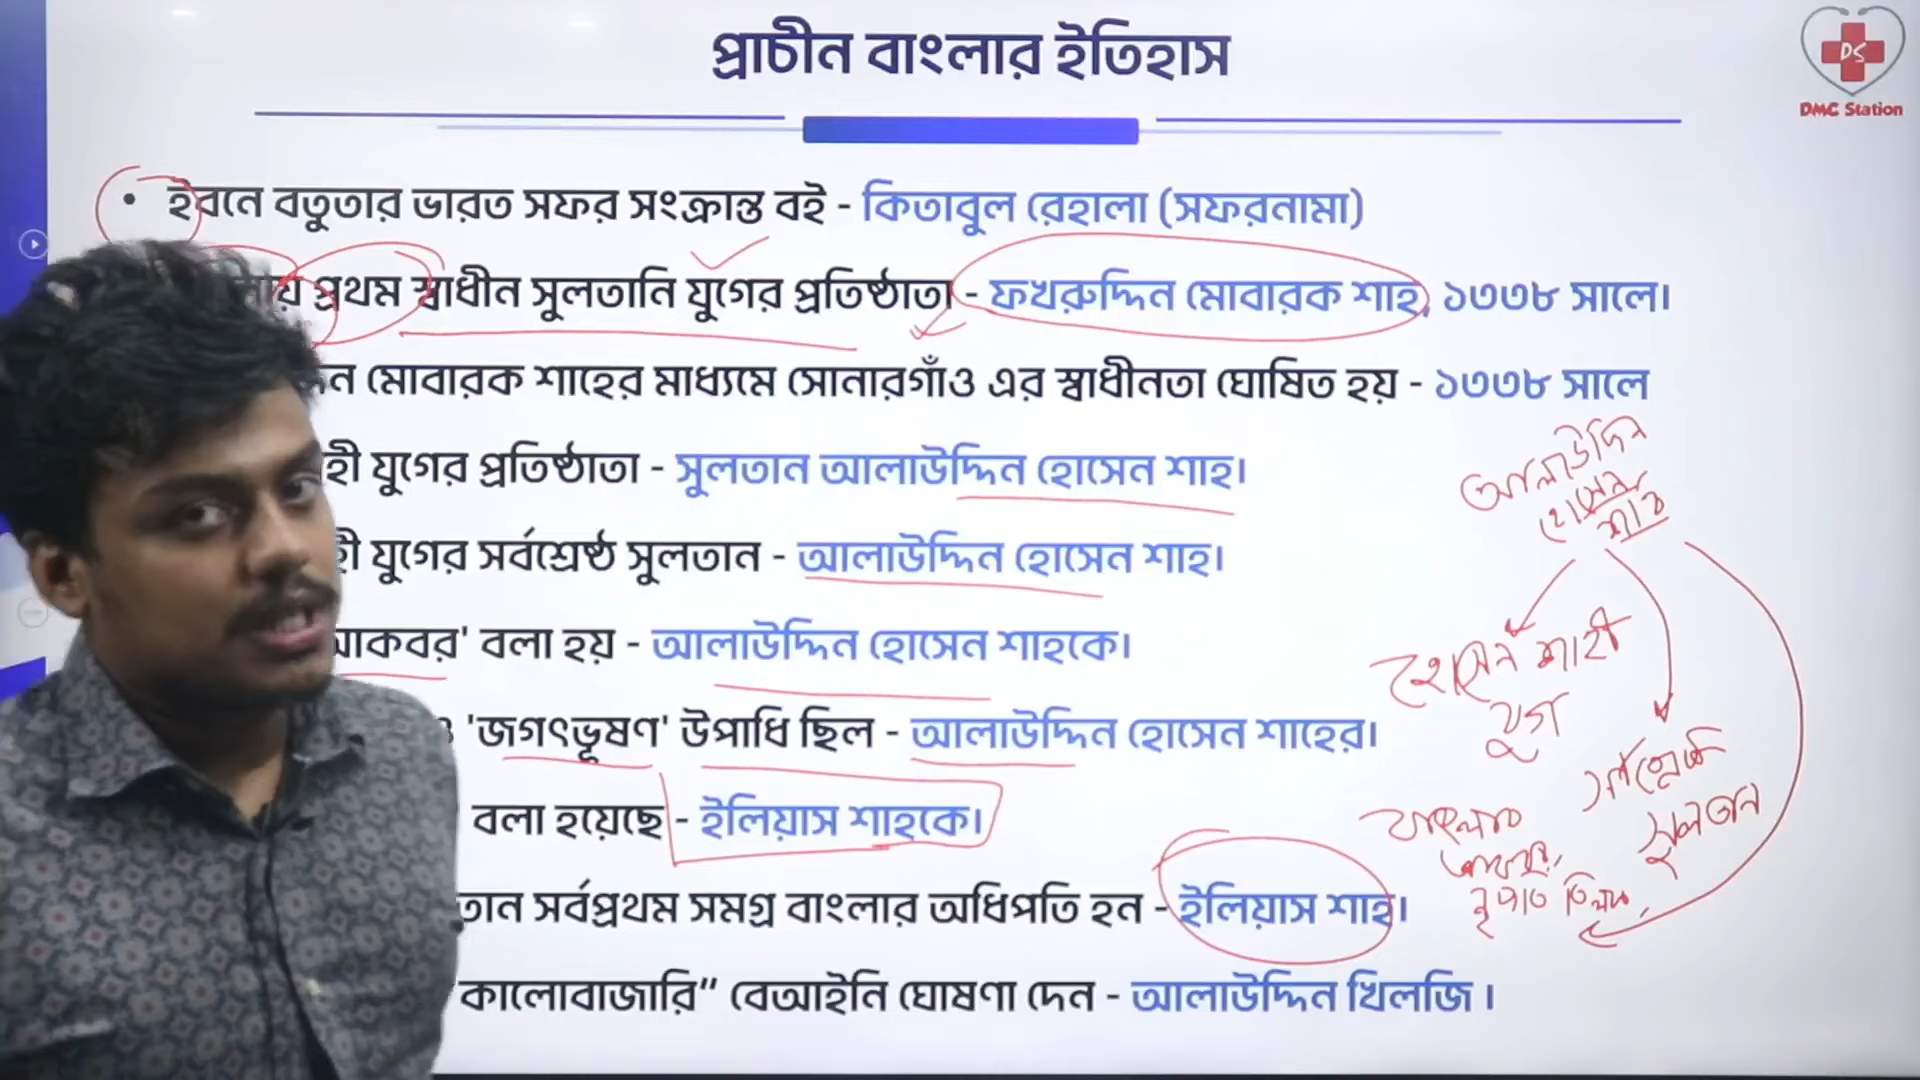 প্রাচীন বাংলার ইতিহাস
DS
DMC Station
• ইবনে বতুতার ভারত সফর সংক্রান্ত বই - কিতাবুল রেহালা (সফরনামা)
প্রথম স্বাধীন সুলতানি যুগের প্রতিষ্ঠাতা - ফখরুদ্দিন মোবারক শাহ, ১৩৩৮ সালে।
মোবারক শাহের মাধ্যমে সোনারগাঁও এর স্বাধীনতা ঘোষিত হয় - ১৩৩৮ সালে
যুগের প্রতিষ্ঠাতা - সুলতান আলাউদ্দিন হোসেন শাহ।
যুগের সর্বশ্রেষ্ঠ সুলতান - আলাউদ্দিন হোসেন শাহ।
আকবর' বলা হয় - আলাউদ্দিন হোসেন শাহকে।
'জগৎভূষণ' উপাধি ছিল - আলাউদ্দিন হোসেন শাহের।
বলা হয়েছে - ইলিয়াস শাহকে।
সর্বপ্রথম সমগ্র বাংলার অধিপতি হন - ইলিয়াস শাহ।
কালোবাজারি” বেআইনি ঘোষণা দেন - আলাউদ্দিন খিলজি।
আলাউদ্দিন
হোসেন
শাহ
হোসেন শাহী
যুগ
সুলতান
বাংলার